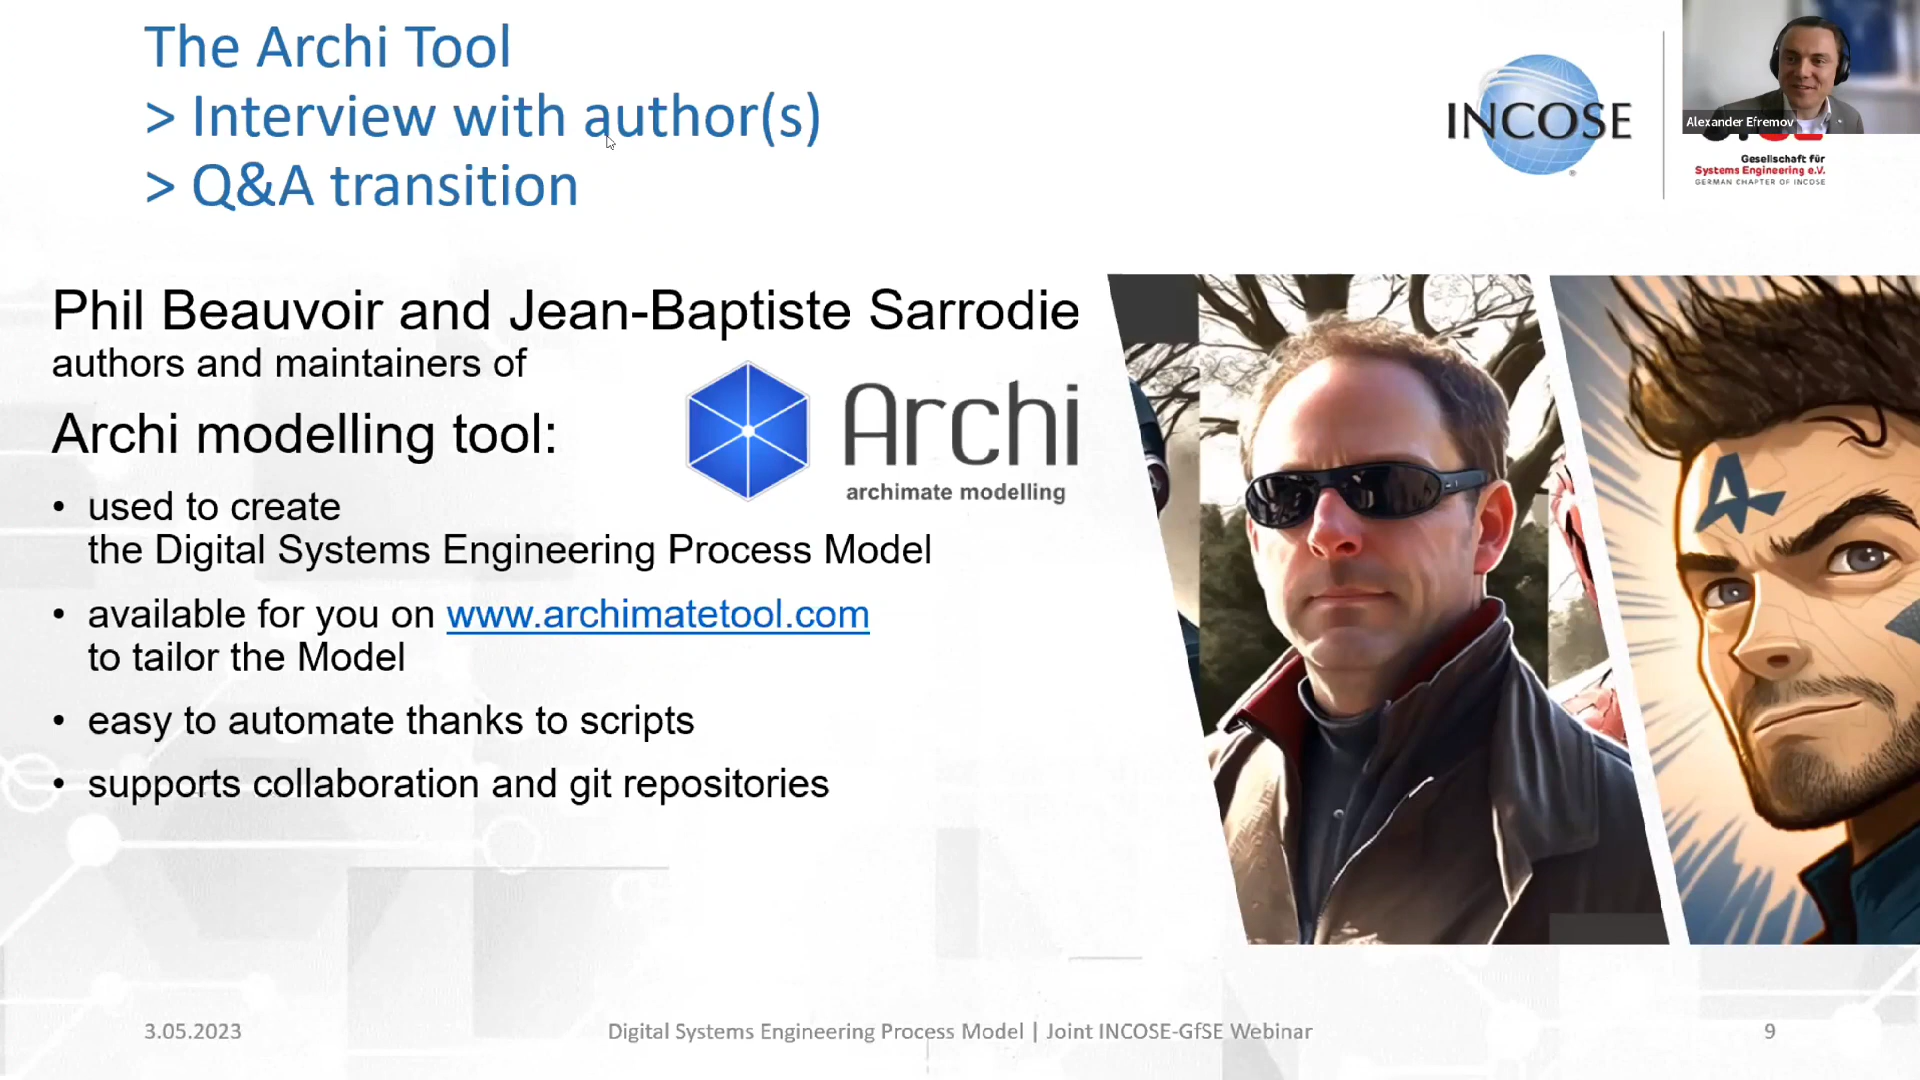 The Archi Tool
> Interview with author(s)
> Q&A transition
INCOSE
®
Alexander Efremov
Gesellschaft für
Systems Engineering e.V.
GERMAN CHAPTER OF INCOSE
Phil Beauvoir and Jean-Baptiste Sarrodie
authors and maintainers of
Archi modelling tool:
Archi
archimate modelling
• used to create
the Digital Systems Engineering Process Model
• available for you on www.archimatetool.com
to tailor the Model
• easy to automate thanks to scripts
• supports collaboration and git repositories
3.05.2023
Digital Systems Engineering Process Model | Joint INCOSE-GfSE Webinar
9